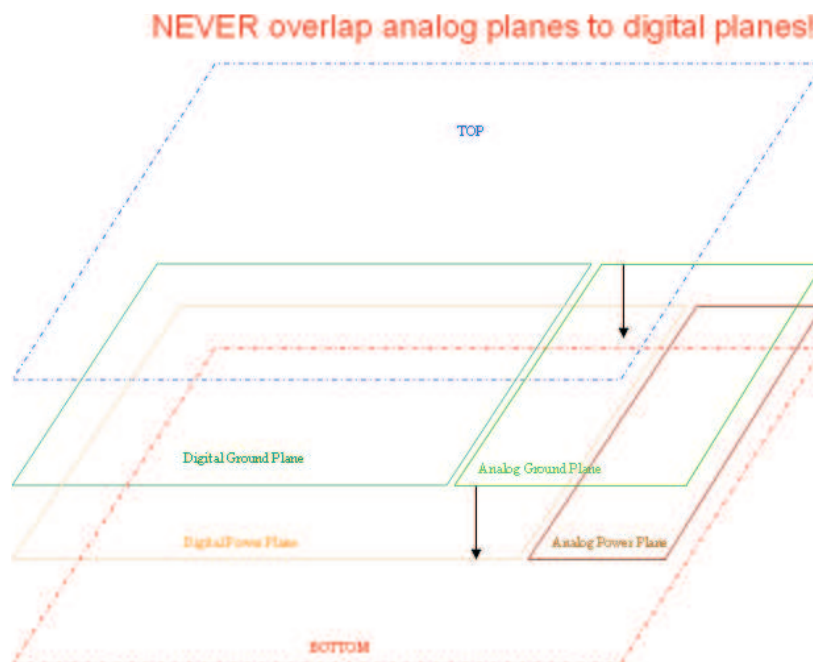 NEVER overlap analog planes to digital planes!
TOP
Digital Ground Plane
Analog Ground Plane
Digital Power Plane
Analog Power Plane
BOTTOM